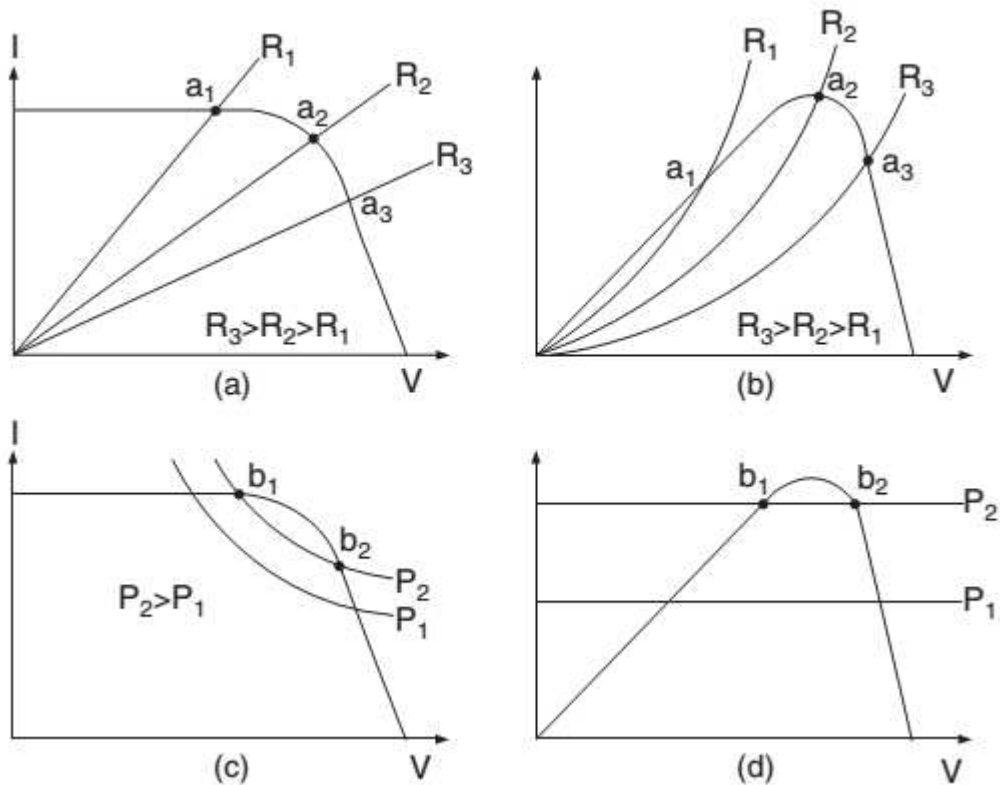 I
R₁
a₁
R₂
a₂
R₃
a₃
R₃>R₂>R₁
V
(a)
R₁
R₂
a₂
R₃
a₁
a₃
R₃>R₂>R₁
V
(b)
I
b₁
b₂
P₂
P₁
P₂>P₁
V
(c)
b₁
b₂
P₂
P₁
V
(d)